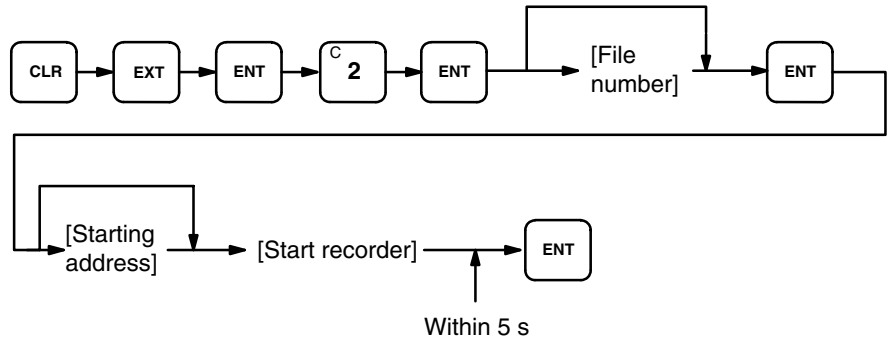 CLR EXT ENT C 2 ENT [File number] ENT
[Starting address] [Start recorder] ENT
Within 5 s